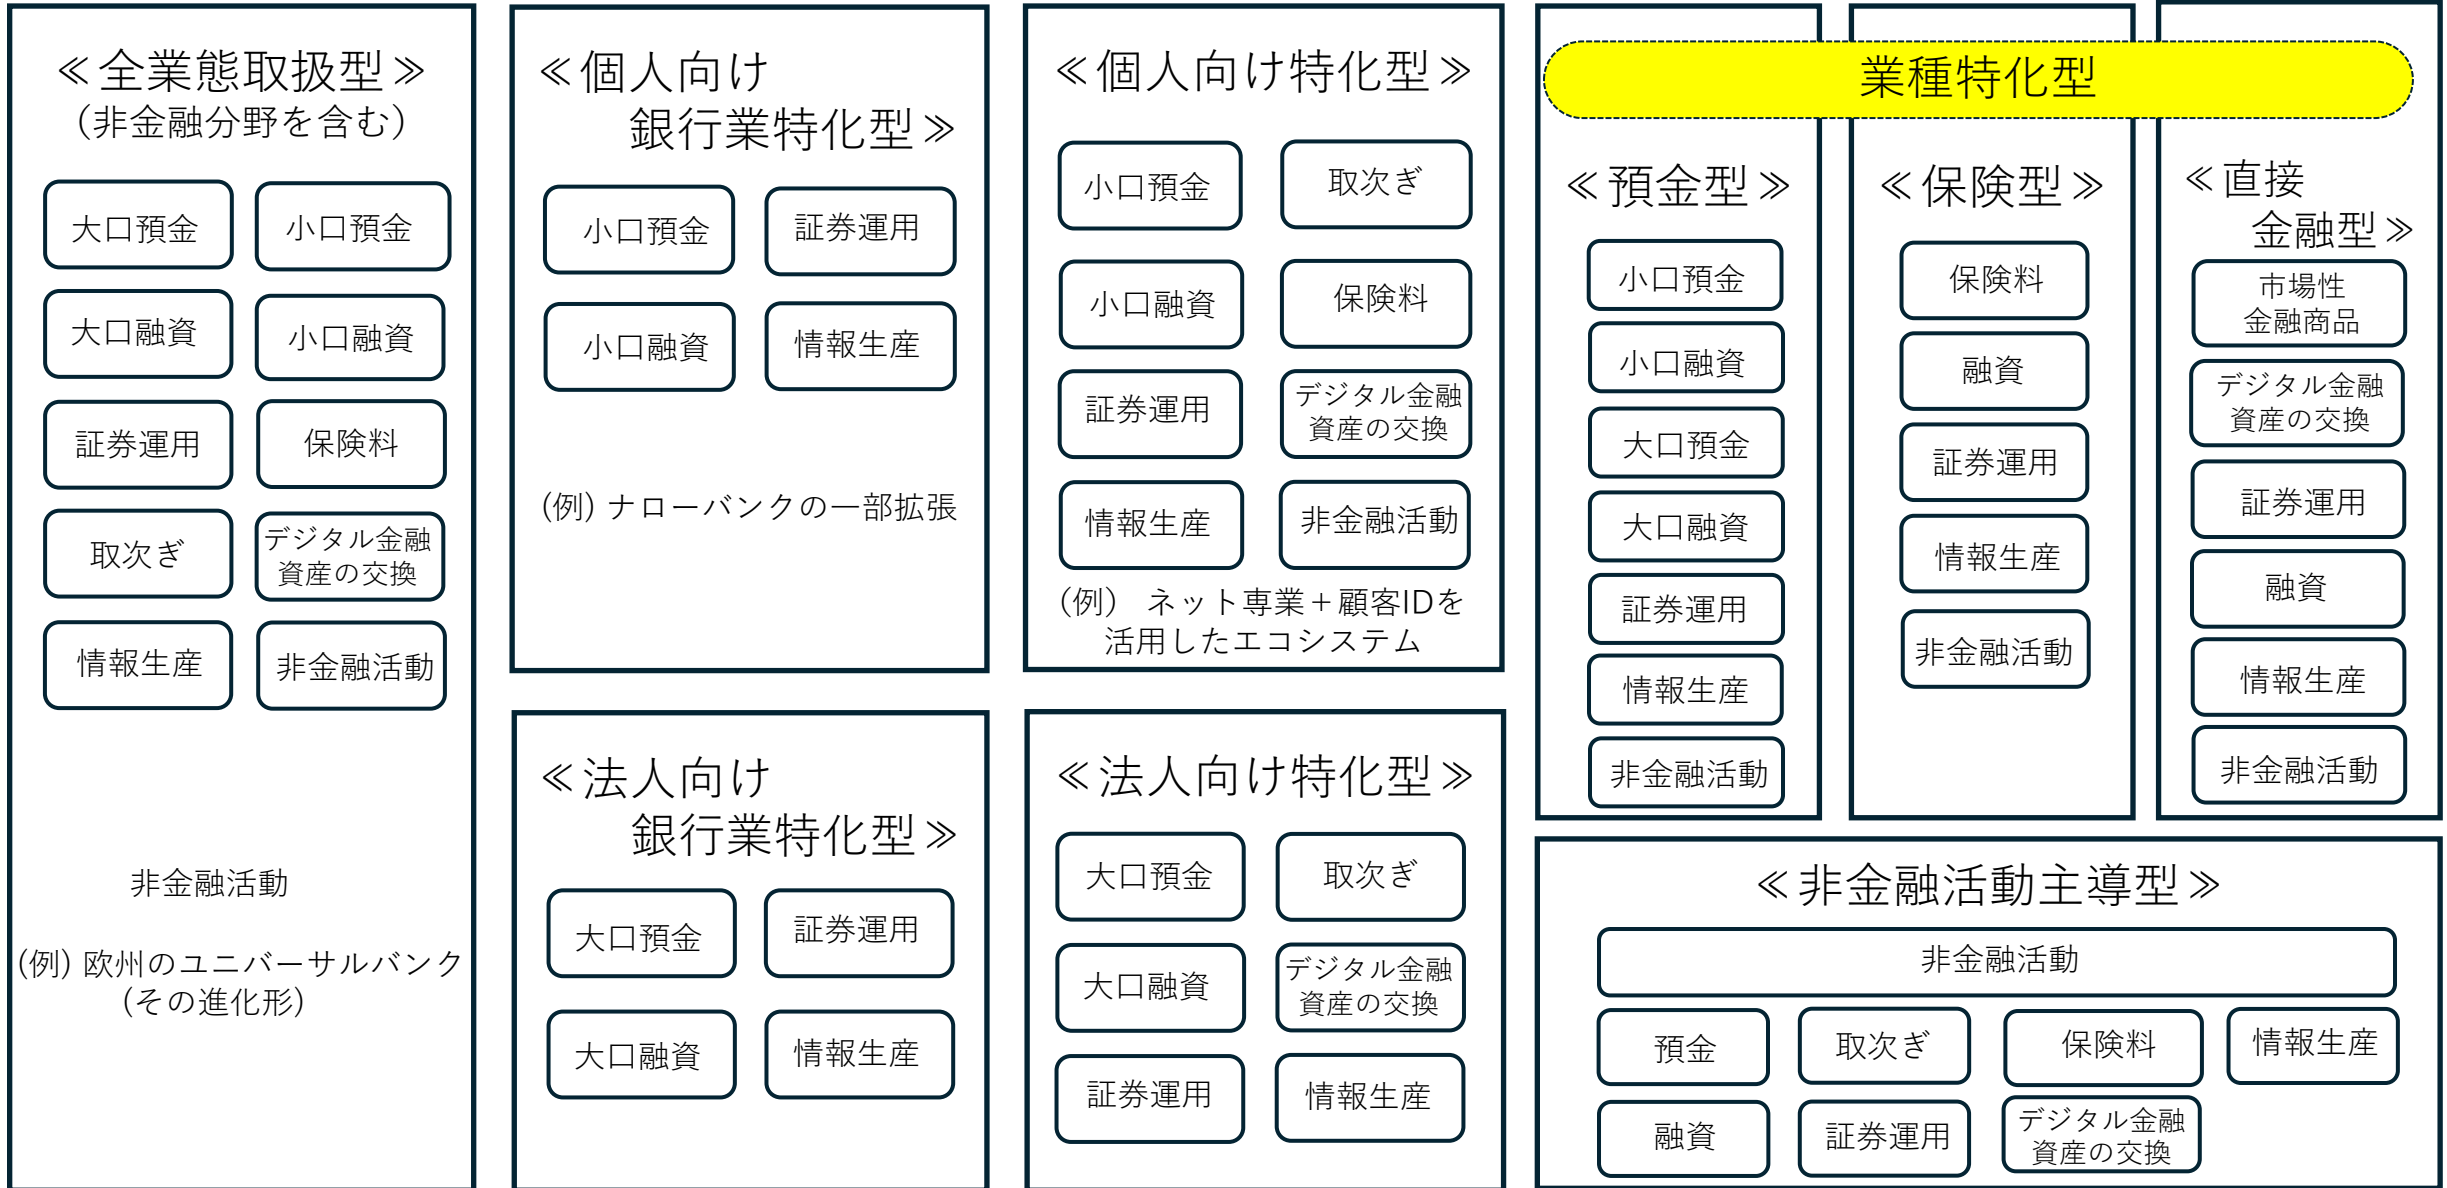 ≪全業態取扱型≫
（非金融分野を含む）
大口預金
小口預金
大口融資
小口融資
証券運用
保険料
取次ぎ
デジタル金融
資産の交換
情報生産
非金融活動
非金融活動
(例) 欧州のユニバーサルバンク
（その進化形）
≪個人向け
銀行業特化型≫
小口預金
証券運用
小口融資
情報生産
(例) ナローバンクの一部拡張
≪法人向け
銀行業特化型≫
大口預金
証券運用
大口融資
情報生産
≪個人向け特化型≫
小口預金
取次ぎ
小口融資
保険料
証券運用
デジタル金融
資産の交換
情報生産
非金融活動
(例） ネット専業＋顧客IDを
活用したエコシステム
≪法人向け特化型≫
大口預金
取次ぎ
大口融資
デジタル金融
資産の交換
証券運用
情報生産
業種特化型
≪預金型≫
小口預金
小口融資
大口預金
大口融資
証券運用
情報生産
非金融活動
≪保険型≫
保険料
融資
証券運用
情報生産
非金融活動
≪直接
金融型≫
市場性
金融商品
デジタル金融
資産の交換
証券運用
融資
情報生産
非金融活動
≪非金融活動主導型≫
非金融活動
預金
取次ぎ
保険料
情報生産
融資
証券運用
デジタル金融
資産の交換